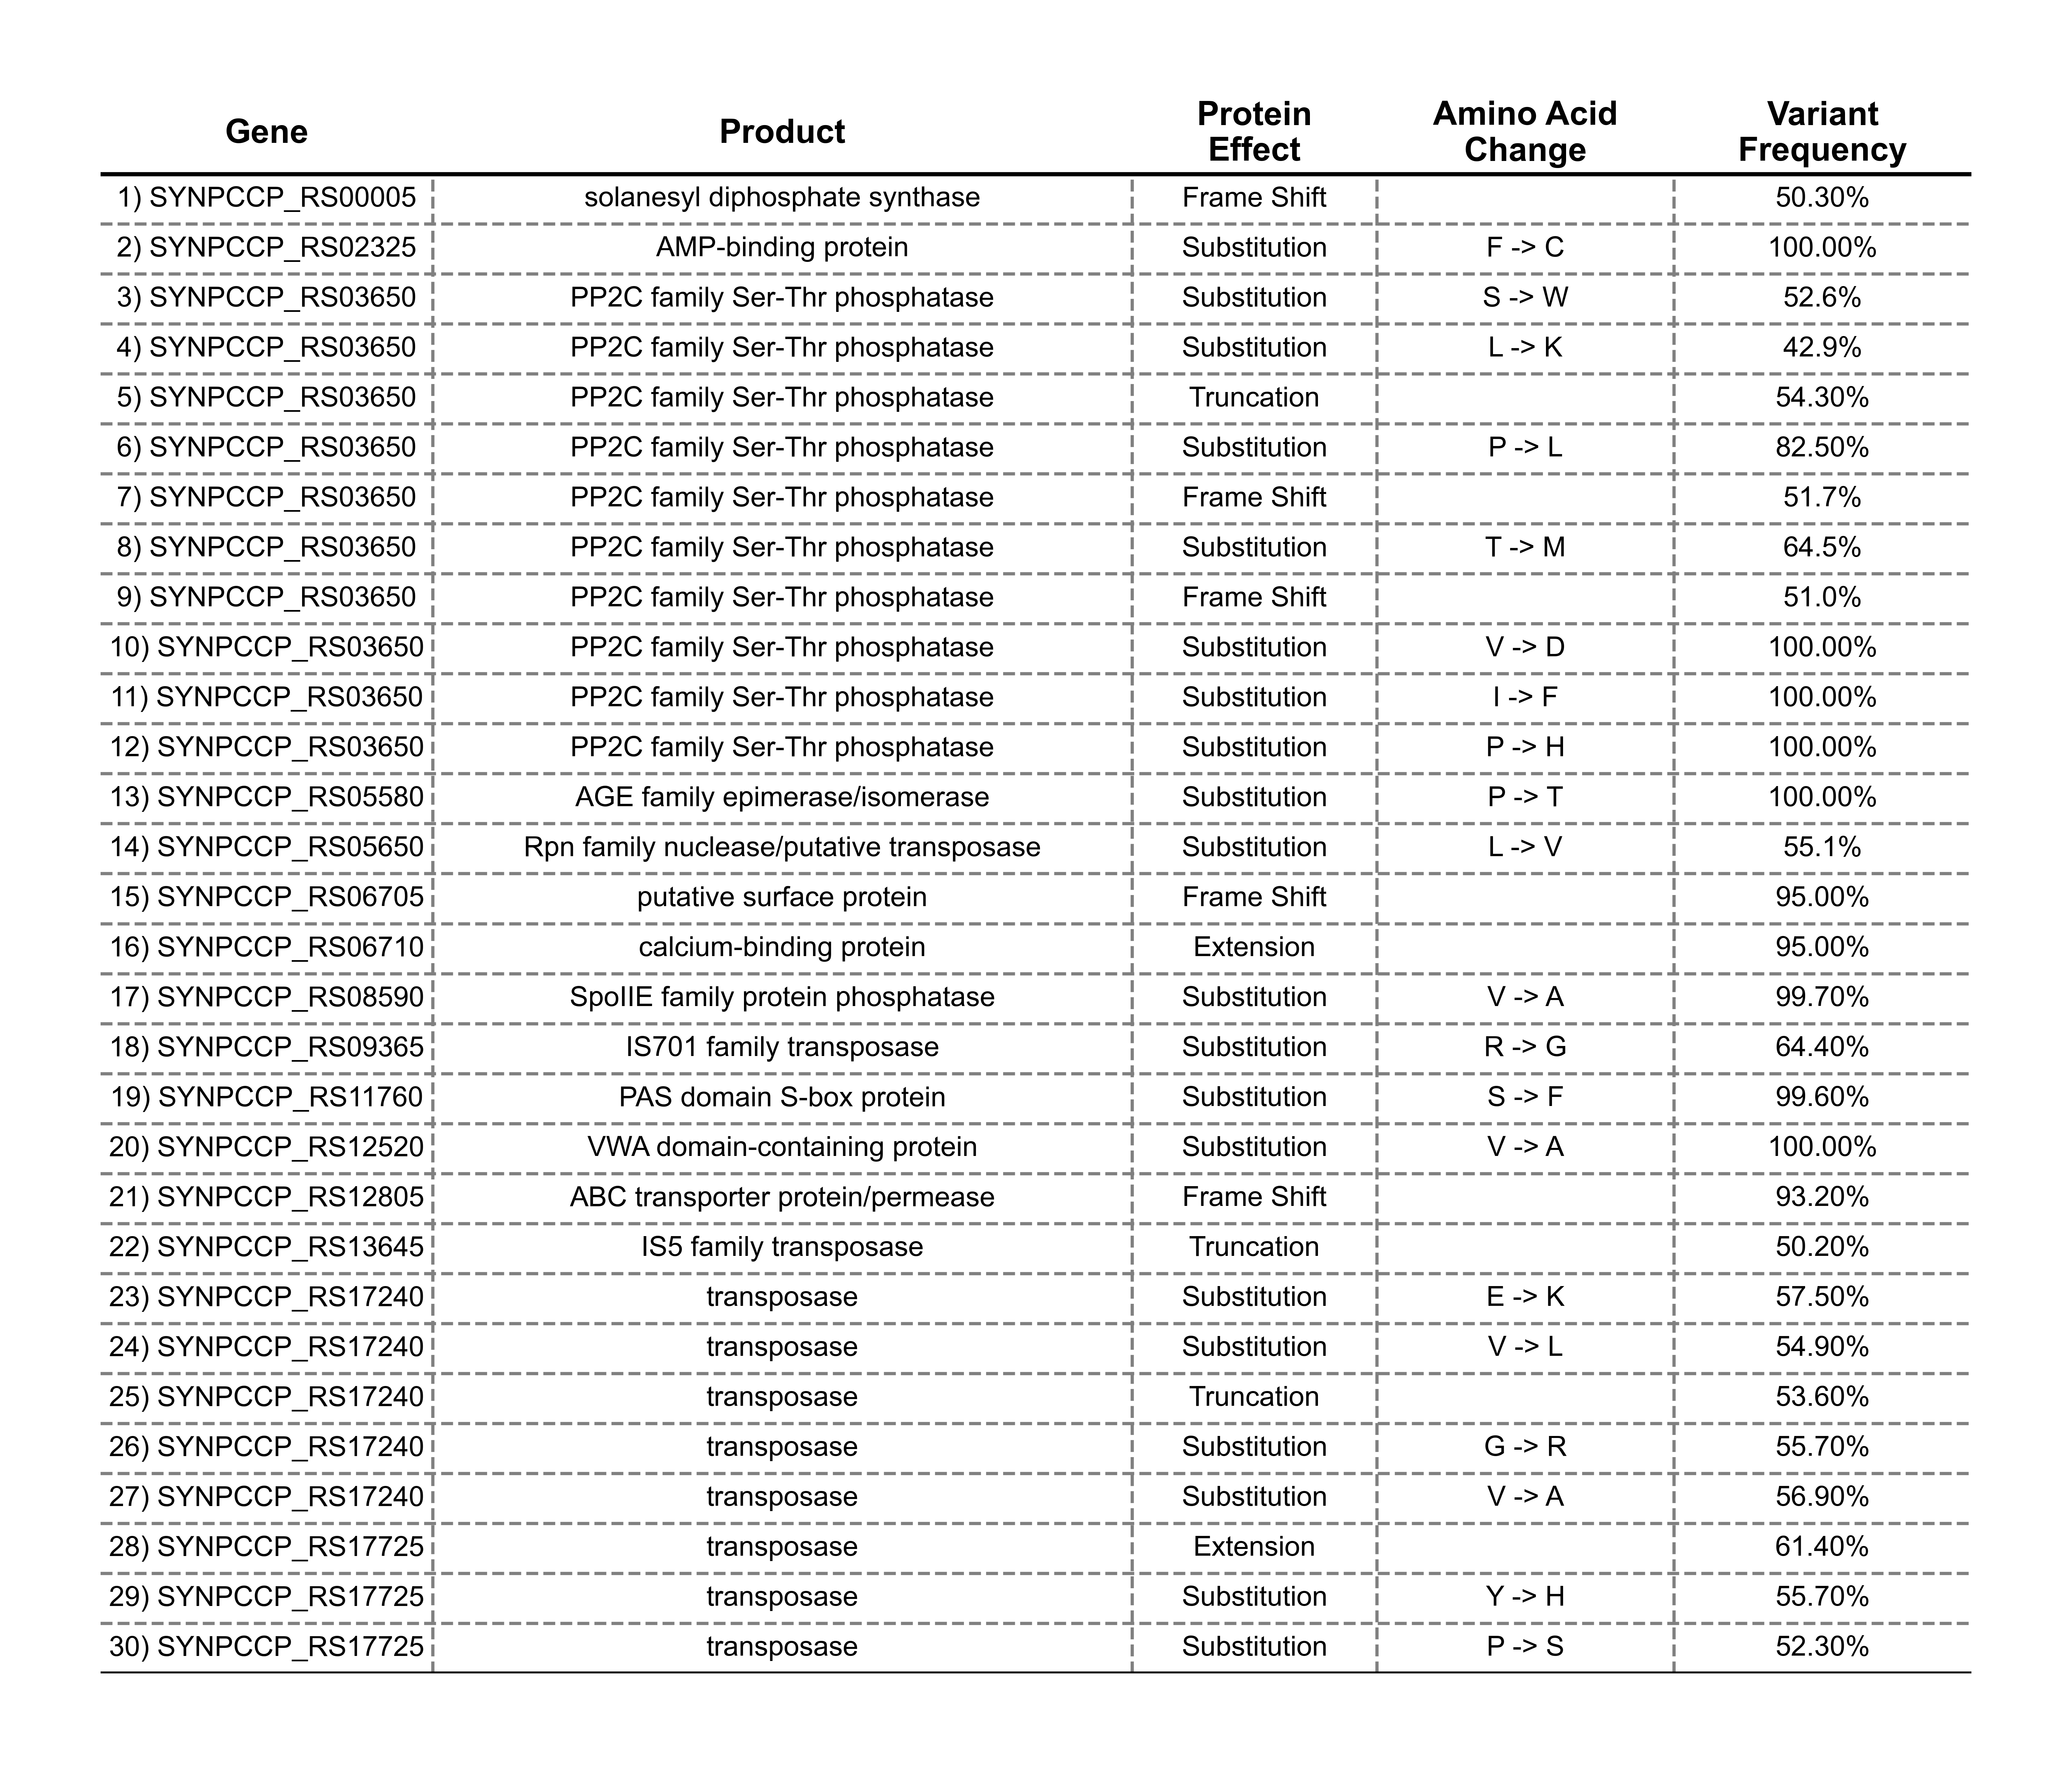 Gene Product Protein Effect Amino Acid Change Variant Frequency
1) SYNPCCP_RS00005 solanesyl diphosphate synthase Frame Shift 50.30%
2) SYNPCCP_RS02325 AMP-binding protein Substitution F -> C 100.00%
3) SYNPCCP_RS03650 PP2C family Ser-Thr phosphatase Substitution S -> W 52.6%
4) SYNPCCP_RS03650 PP2C family Ser-Thr phosphatase Substitution L -> K 42.9%
5) SYNPCCP_RS03650 PP2C family Ser-Thr phosphatase Truncation 54.30%
6) SYNPCCP_RS03650 PP2C family Ser-Thr phosphatase Substitution P -> L 82.50%
7) SYNPCCP_RS03650 PP2C family Ser-Thr phosphatase Frame Shift 51.7%
8) SYNPCCP_RS03650 PP2C family Ser-Thr phosphatase Substitution T -> M 64.5%
9) SYNPCCP_RS03650 PP2C family Ser-Thr phosphatase Frame Shift 51.0%
10) SYNPCCP_RS03650 PP2C family Ser-Thr phosphatase Substitution V -> D 100.00%
11) SYNPCCP_RS03650 PP2C family Ser-Thr phosphatase Substitution I -> F 100.00%
12) SYNPCCP_RS03650 PP2C family Ser-Thr phosphatase Substitution P -> H 100.00%
13) SYNPCCP_RS05580 AGE family epimerase/isomerase Substitution P -> T 100.00%
14) SYNPCCP_RS05650 Rpn family nuclease/putative transposase Substitution L -> V 55.1%
15) SYNPCCP_RS06705 putative surface protein Frame Shift 95.00%
16) SYNPCCP_RS06710 calcium-binding protein Extension 95.00%
17) SYNPCCP_RS08590 SpoIIE family protein phosphatase Substitution V -> A 99.70%
18) SYNPCCP_RS09365 IS701 family transposase Substitution R -> G 64.40%
19) SYNPCCP_RS11760 PAS domain S-box protein Substitution S -> F 99.60%
20) SYNPCCP_RS12520 VWA domain-containing protein Substitution V -> A 100.00%
21) SYNPCCP_RS12805 ABC transporter protein/permease Frame Shift 93.20%
22) SYNPCCP_RS13645 IS5 family transposase Truncation 50.20%
23) SYNPCCP_RS17240 transposase Substitution E -> K 57.50%
24) SYNPCCP_RS17240 transposase Substitution V -> L 54.90%
25) SYNPCCP_RS17240 transposase Truncation 53.60%
26) SYNPCCP_RS17240 transposase Substitution G -> R 55.70%
27) SYNPCCP_RS17240 transposase Substitution V -> A 56.90%
28) SYNPCCP_RS17725 transposase Extension 61.40%
29) SYNPCCP_RS17725 transposase Substitution Y -> H 55.70%
30) SYNPCCP_RS17725 transposase Substitution P -> S 52.30%